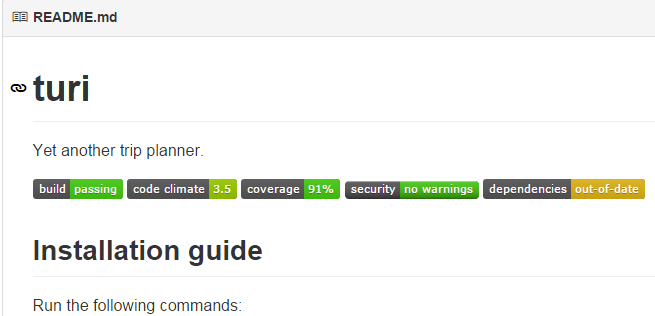 README.md
turi
Yet another trip planner.
build passing code climate 3.5 coverage 91% security no warnings dependencies out-of-date
Installation guide
Run the following commands: